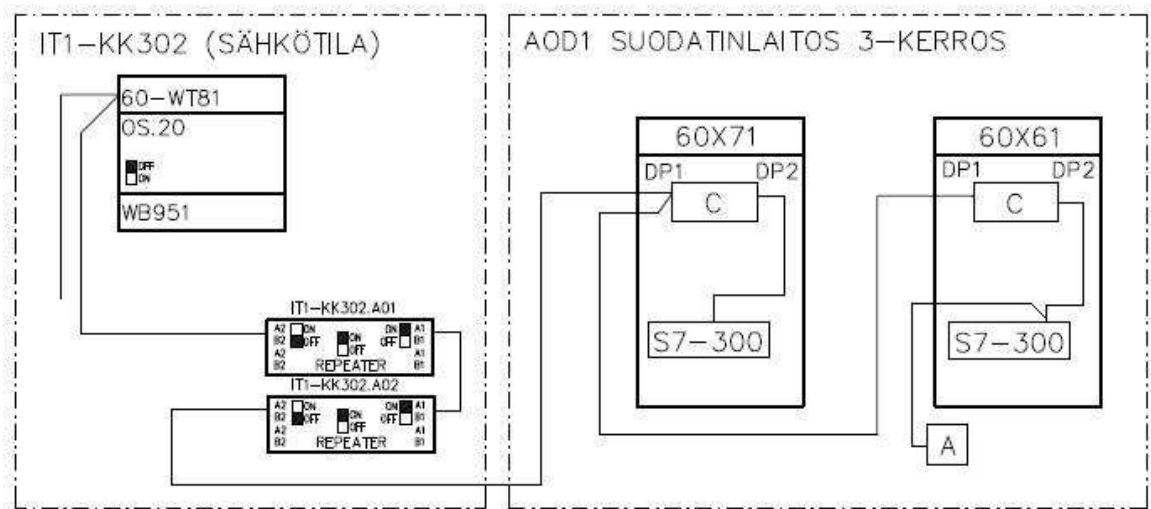 IT1-KK302 (SÄHKÖTILA)
60-WT81
OS.20
OFF
ON
WB951
IT1-KK302.A01
A2 ON ON A1
B2 OFF ON OFF B1
A2 OFF A1
B2 REPEATER B1
IT1-KK302.A02
A2 ON ON A1
B2 OFF ON OFF B1
A2 OFF A1
B2 REPEATER B1
AOD1 SUODATINLAITOS 3-KERROS
60X71
DP1 DP2
C
S7-300
60X61
DP1 DP2
C
S7-300
A